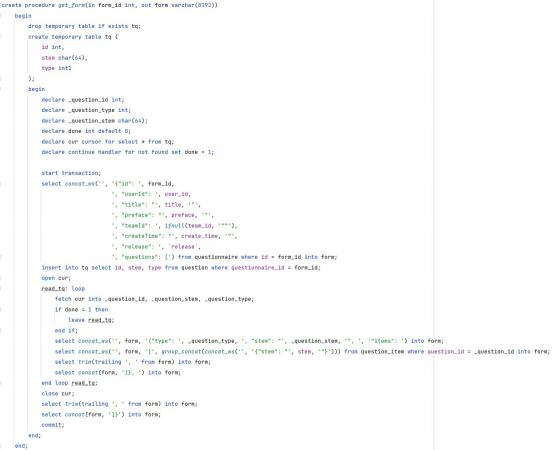 create procedure get_form(in form_id int, out form varchar(8192))
begin
drop temporary table if exists tq;
create temporary table tq (
id int,
stem char(64),
type int1
);
begin
declare _question_id int;
declare _question_type int;
declare _question_stem char(64);
declare done int default 0;
declare cur cursor for select * from tq;
declare continue handler for not found set done = 1;
start transaction;
select concat_ws('', '{"id": ', form_id,
', "userId": ', user_id,
', "title": "', title, '"',
', "preface": "', preface, '"',
', "teamId": ', ifnull(team_id, '""'),
', "createTime": "', create_time, '"',
', "release": ', `release`,
', "questions": [') from questionnaire where id = form_id into form;
insert into tq select id, stem, type from question where questionnaire_id = form_id;
open cur;
read_tq: loop
fetch cur into _question_id, _question_stem, _question_type;
if done = 1 then
leave read_tq;
end if;
select concat_ws('', form, '{"type": ', _question_type, ', "stem": "', _question_stem, '", ', '"items": ') into form;
select concat_ws('', form, '[', group_concat(concat_ws('', '{"stem": "', stem, '"}'))) from question_item where question_id = _question_id into form;
select trim(trailing ', ' from form) into form;
select concat(form, ']}, ') into form;
end loop read_tq;
close cur;
select trim(trailing ', ' from form) into form;
select concat(form, ']}') into form;
commit;
end;
end;